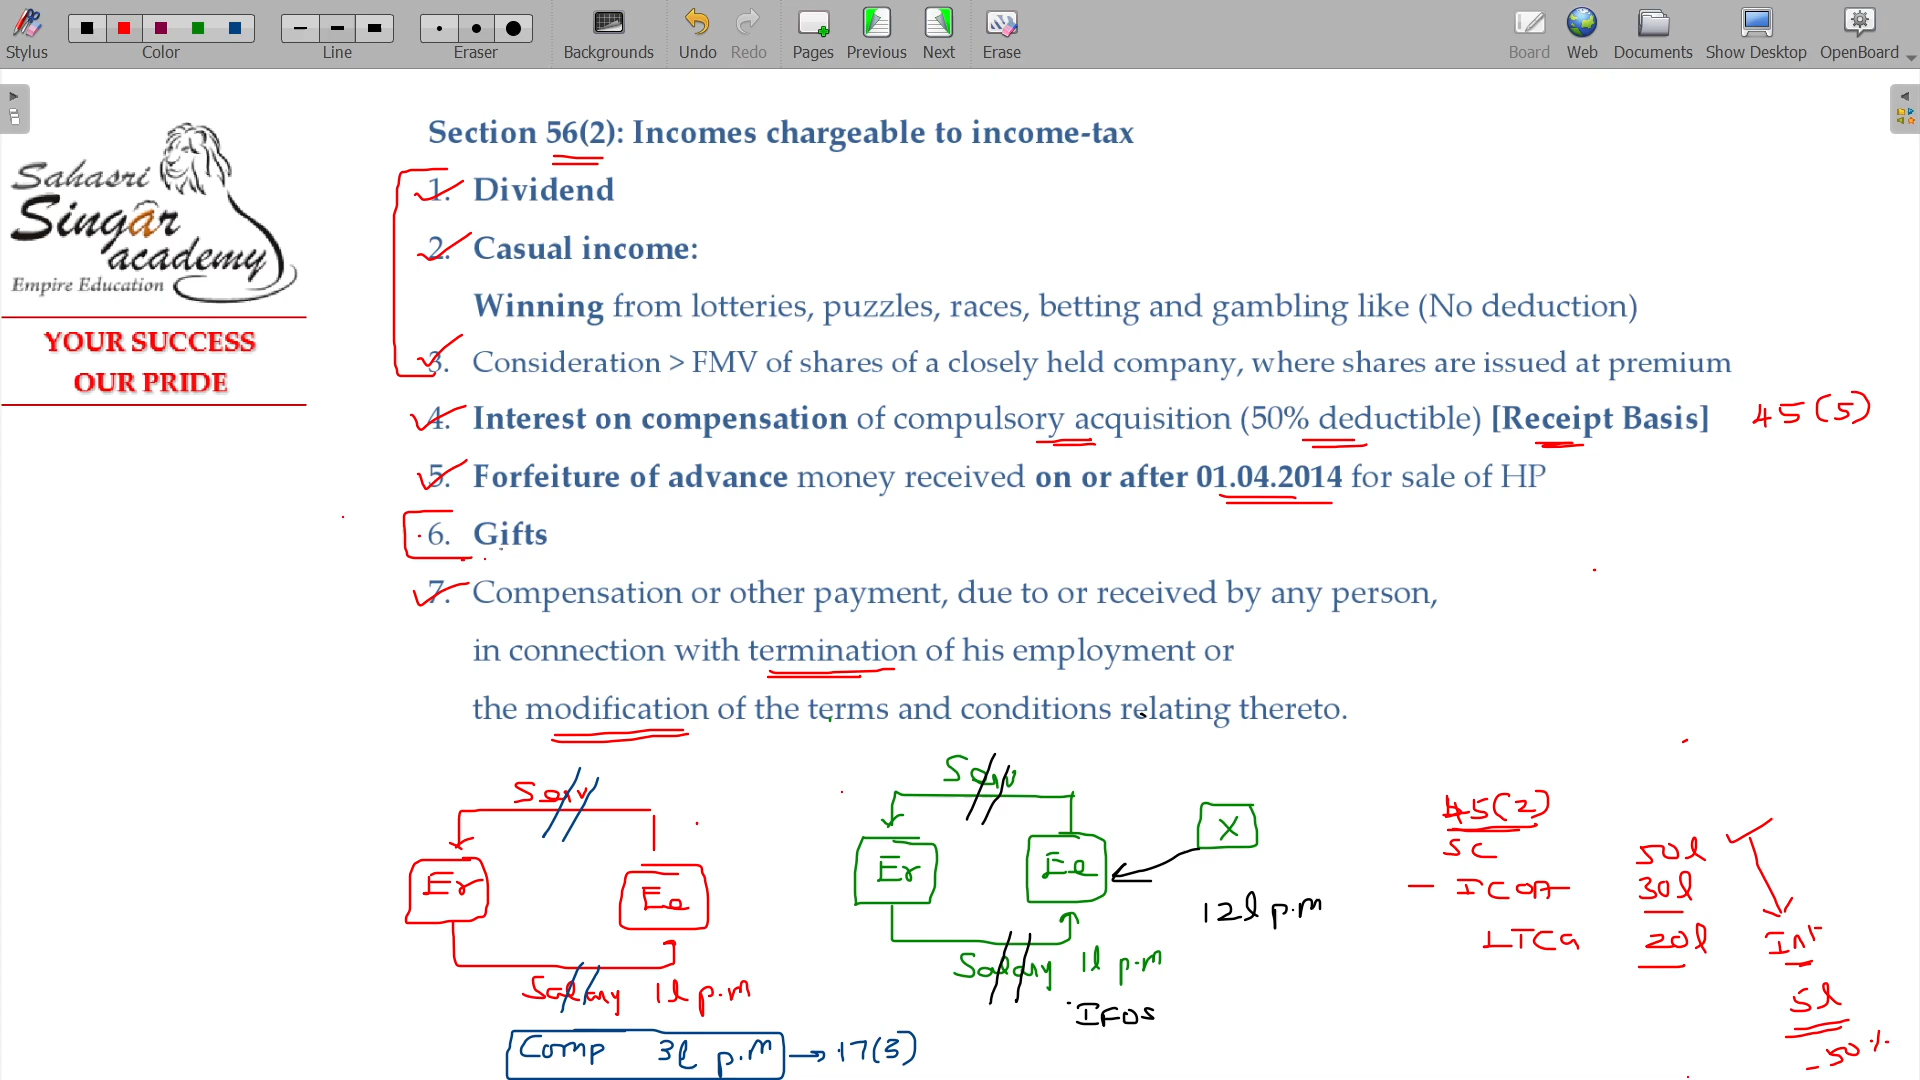 Stylus
Color
Line
Eraser
Backgrounds
Undo
Redo
Pages
Previous
Next
Erase
Board
Web
Documents
Show Desktop
OpenBoard
Sahasri
Singar
academy
Empire Education
YOUR SUCCESS
OUR PRIDE
Section 56(2): Incomes chargeable to income-tax
1. Dividend
2. Casual income:
Winning from lotteries, puzzles, races, betting and gambling like (No deduction)
3. Consideration > FMV of shares of a closely held company, where shares are issued at premium
4. Interest on compensation of compulsory acquisition (50% deductible) [Receipt Basis] 45(5)
5. Forfeiture of advance money received on or after 01.04.2014 for sale of HP
6. Gifts
7. Compensation or other payment, due to or received by any person,
in connection with termination of his employment or
the modification of the terms and conditions relating thereto.
Serv
Er
Ee
Salary 1l p.m
Comp 3l p.m → 17(3)
Serv
Er
Ee
X
12l p.m
Salary 1l p.m
IFOS
45(2)
SC 50l
- ICOA 30l
LTCG 20l
Int
5l
-50%